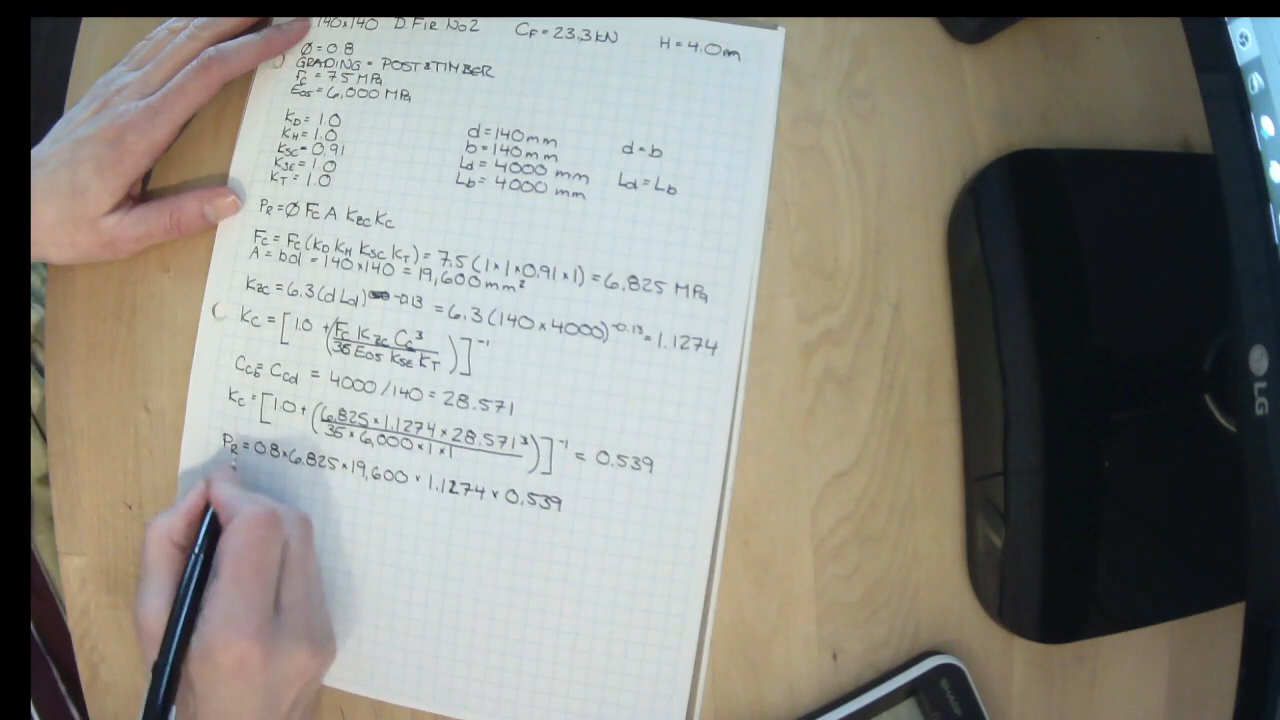 140x140 D.Fir No2 CF = 23.3 kN H = 4.0m
Ø = 0.8
GRADING = POST & TIMBER
Fc = 7.5 MPa
E05 = 6,000 MPa
KD = 1.0
KH = 1.0 d = 140mm
KSC = 0.91 b = 140mm d = b
KSE = 1.0 Ld = 4000 mm
KT = 1.0 Lb = 4000 mm Ld = Lb
PR = Ø Fc A KZC KC
Fc = Fc (KD KH KSC KT) = 7.5 (1 x 1 x 0.91 x 1) = 6.825 MPa
A = bd = 140 x 140 = 19,600 mm²
KZC = 6.3 (d Ld)^-0.13 = 6.3 (140 x 4000)^-0.13 = 1.1274
KC = [1.0 + (Fc KZC Cc³ / 35 E05 KSE KT)]^-1
Ccb = Ccd = 4000 / 140 = 28.571
KC = [1.0 + (6.825 x 1.1274 x 28.571³ / 35 x 6,000 x 1 x 1)]^-1 = 0.539
PR = 0.8 x 6.825 x 19,600 x 1.1274 x 0.539
LG
SHARP